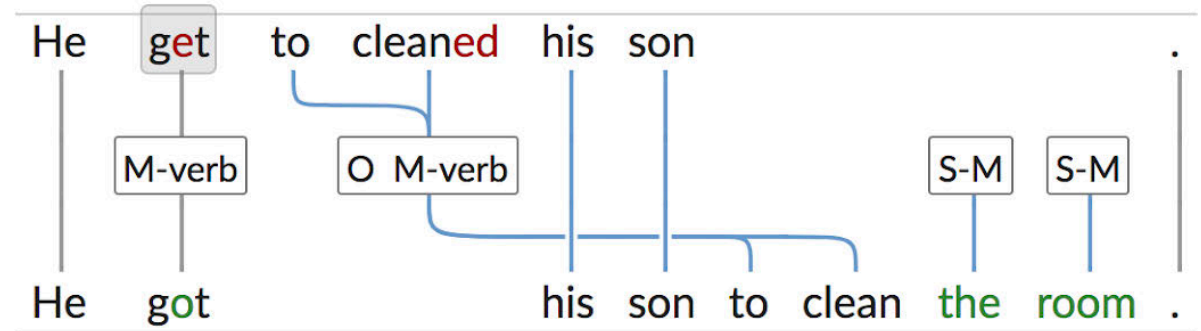 He get to cleaned his son .
M-verb O M-verb S-M S-M
He got his son to clean the room .